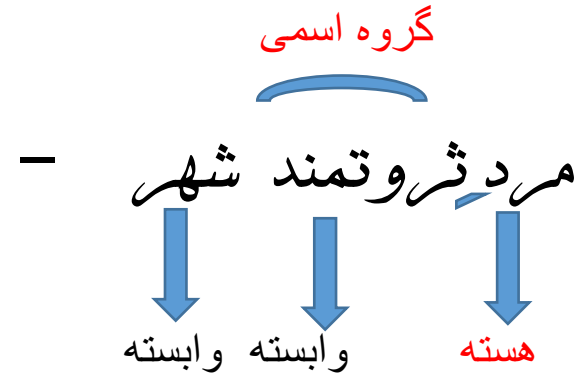 گروه اسمی
مردِ ثروتمند شهر –
هسته وابسته وابسته